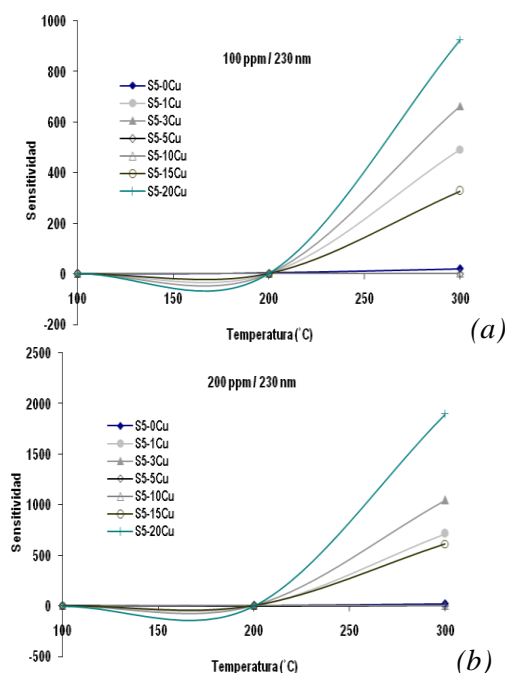 1000
800
600
400
200
0
-200
Sensitividad
100 ppm / 230 nm
S5-0Cu
S5-1Cu
S5-3Cu
S5-5Cu
S5-10Cu
S5-15Cu
S5-20Cu
100 150 200 250 300
Temperatura (°C)
(a)
2500
2000
1500
1000
500
0
-500
Sensitividad
200 ppm / 230 nm
S5-0Cu
S5-1Cu
S5-3Cu
S5-5Cu
S5-10Cu
S5-15Cu
S5-20Cu
100 150 200 250 300
Temperatura (°C)
(b)